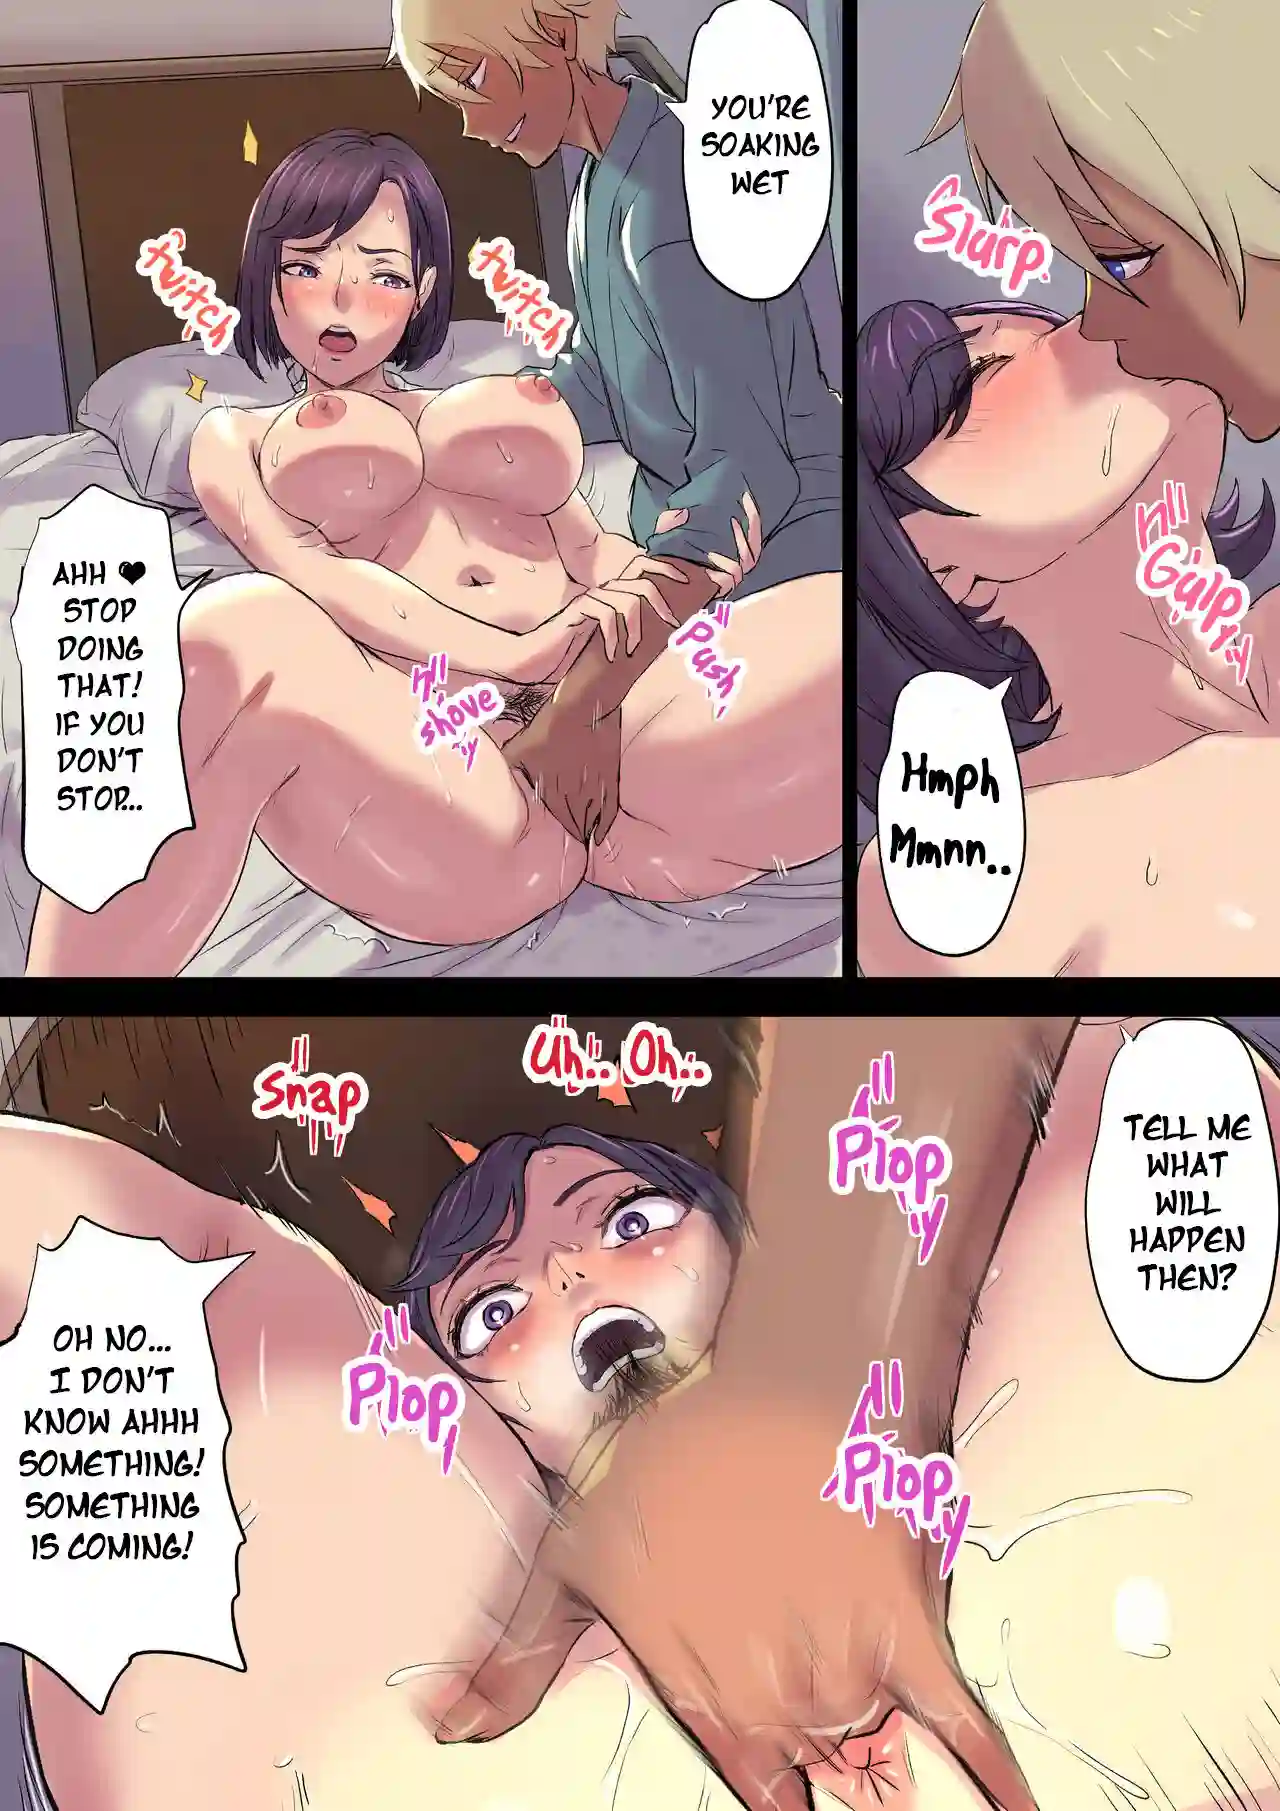 YOU'RE
SOAKING
WET
twitch
twitch
AHH ♥
STOP
DOING
THAT!
IF YOU
DON'T
STOP...
shove
Push
Slurp
Gulp
Hmph
Mmnn..
Snap
Uh.. Oh..
Plop
Plop
Plop
TELL ME
WHAT
WILL
HAPPEN
THEN?
OH NO...
I DON'T
KNOW AHHH
SOMETHING!
SOMETHING
IS COMING!